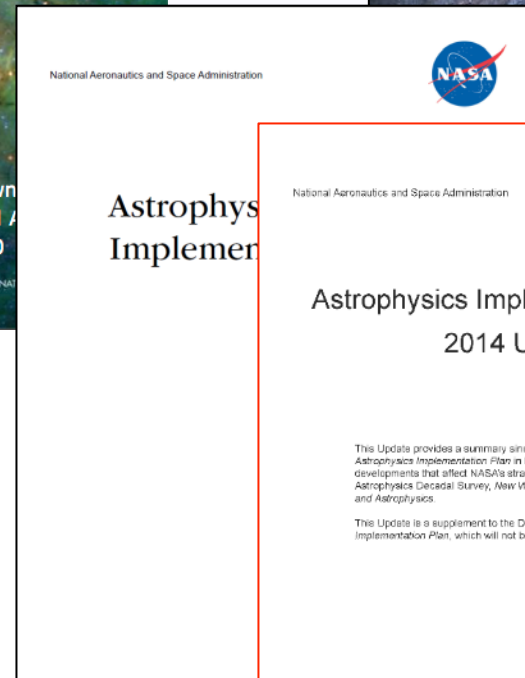 National Aeronautics and Space Administration
NASA
Astrophys
Implemen
National Aeronautics and Space Administration
Astrophysics Impl
2014 U
This Update provides a summary sinc
Astrophysics Implementation Plan in
developments that affect NASA's stra
Astrophysics Decadal Survey, New W
and Astrophysics.
This Update is a supplement to the D
Implementation Plan, which will not b